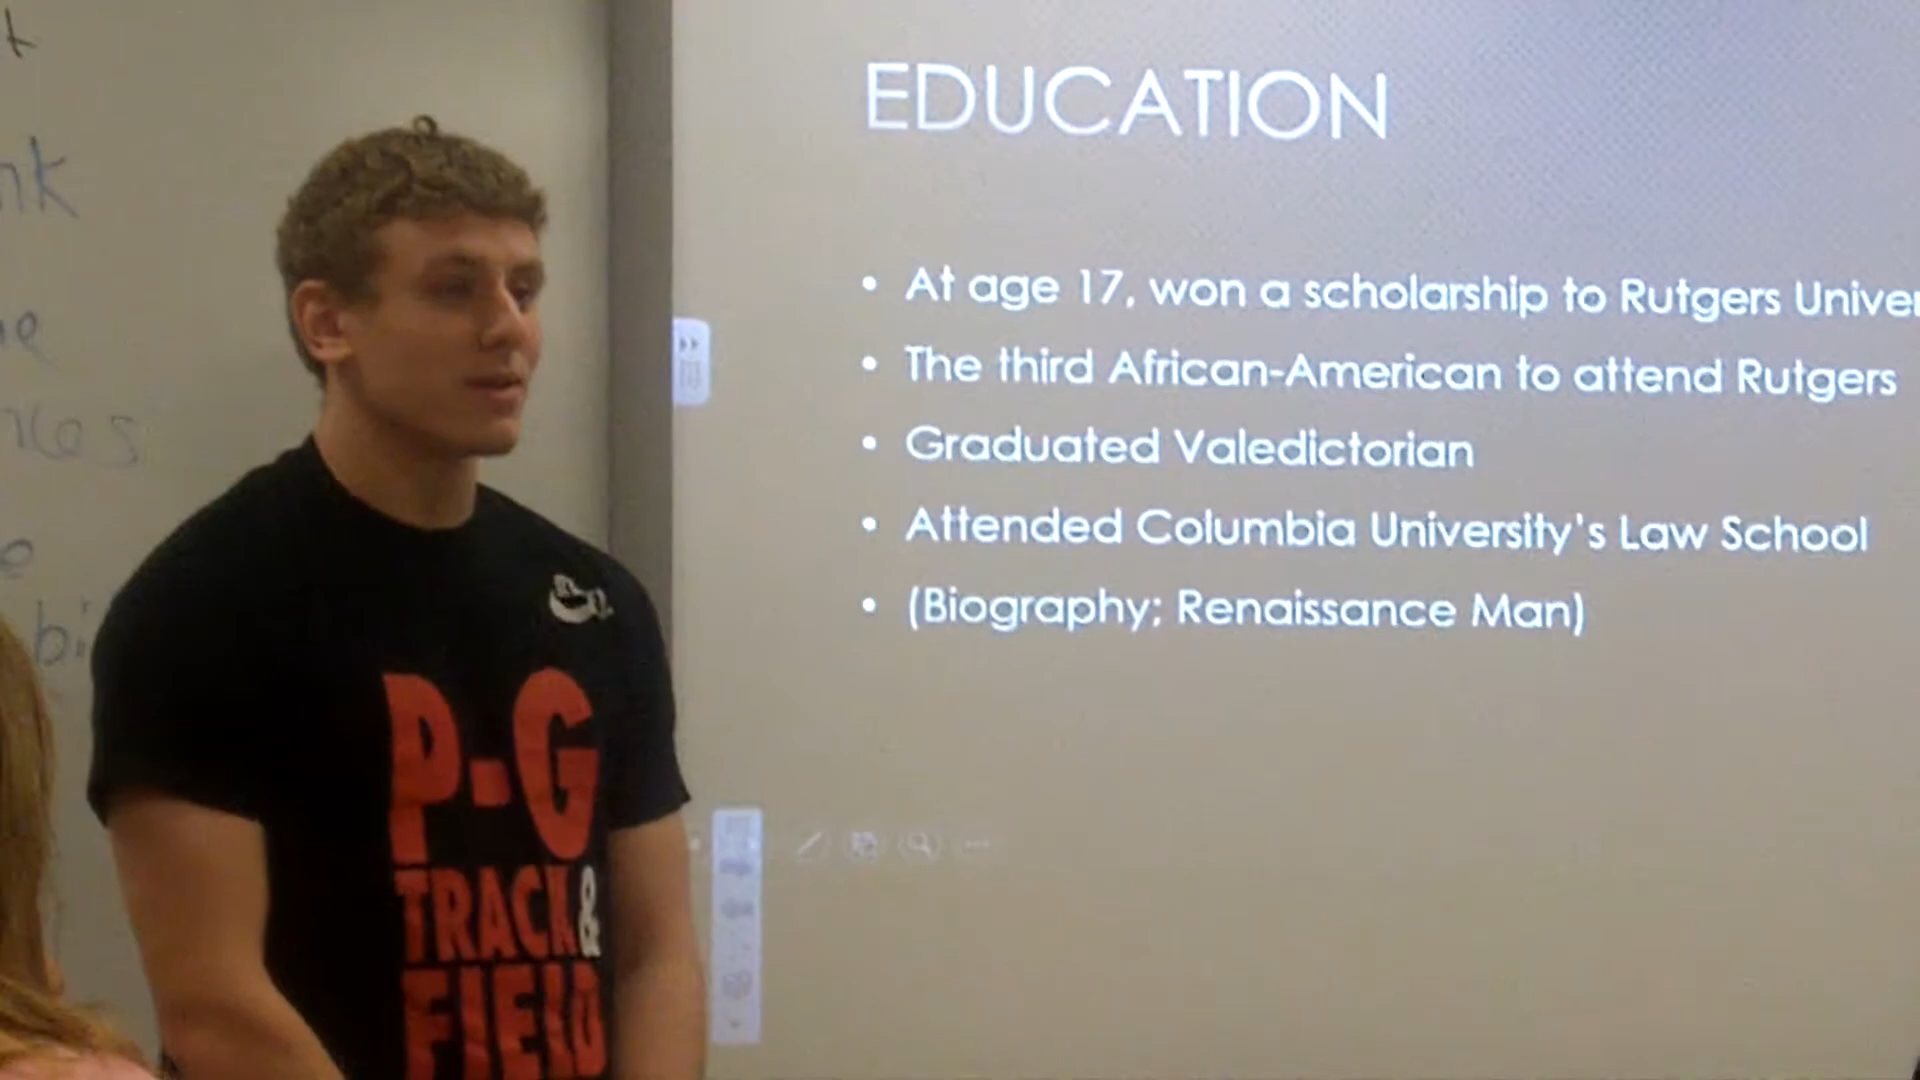 EDUCATION
• At age 17, won a scholarship to Rutgers
• The third African-American to attend Rutgers
• Graduated Valedictorian
• Attended Columbia University's Law School
• (Biography; Renaissance Man)
P-G
TRACK &
FIELD